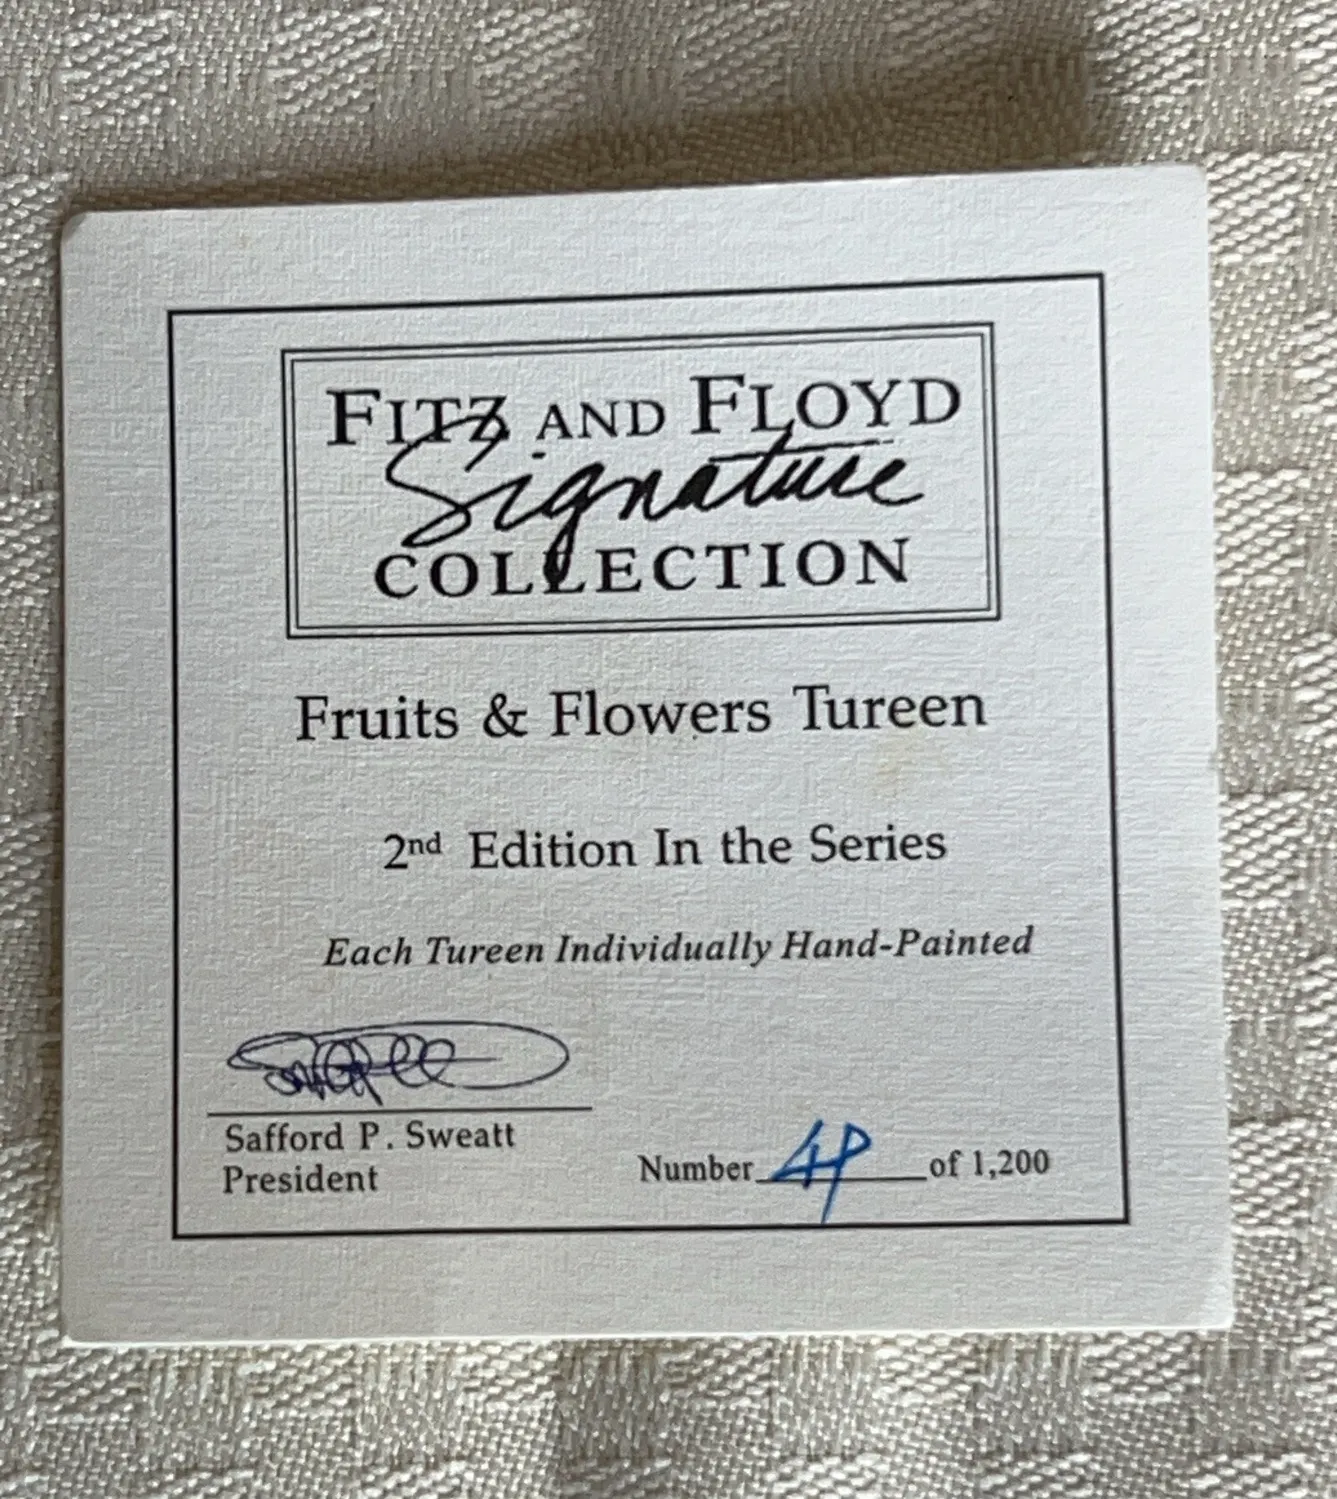 FITZ AND FLOYD
Signature
COLLECTION
Fruits & Flowers Tureen
2nd Edition In the Series
Each Tureen Individually Hand-Painted
Safford P. Sweatt
President
Number of 1,200